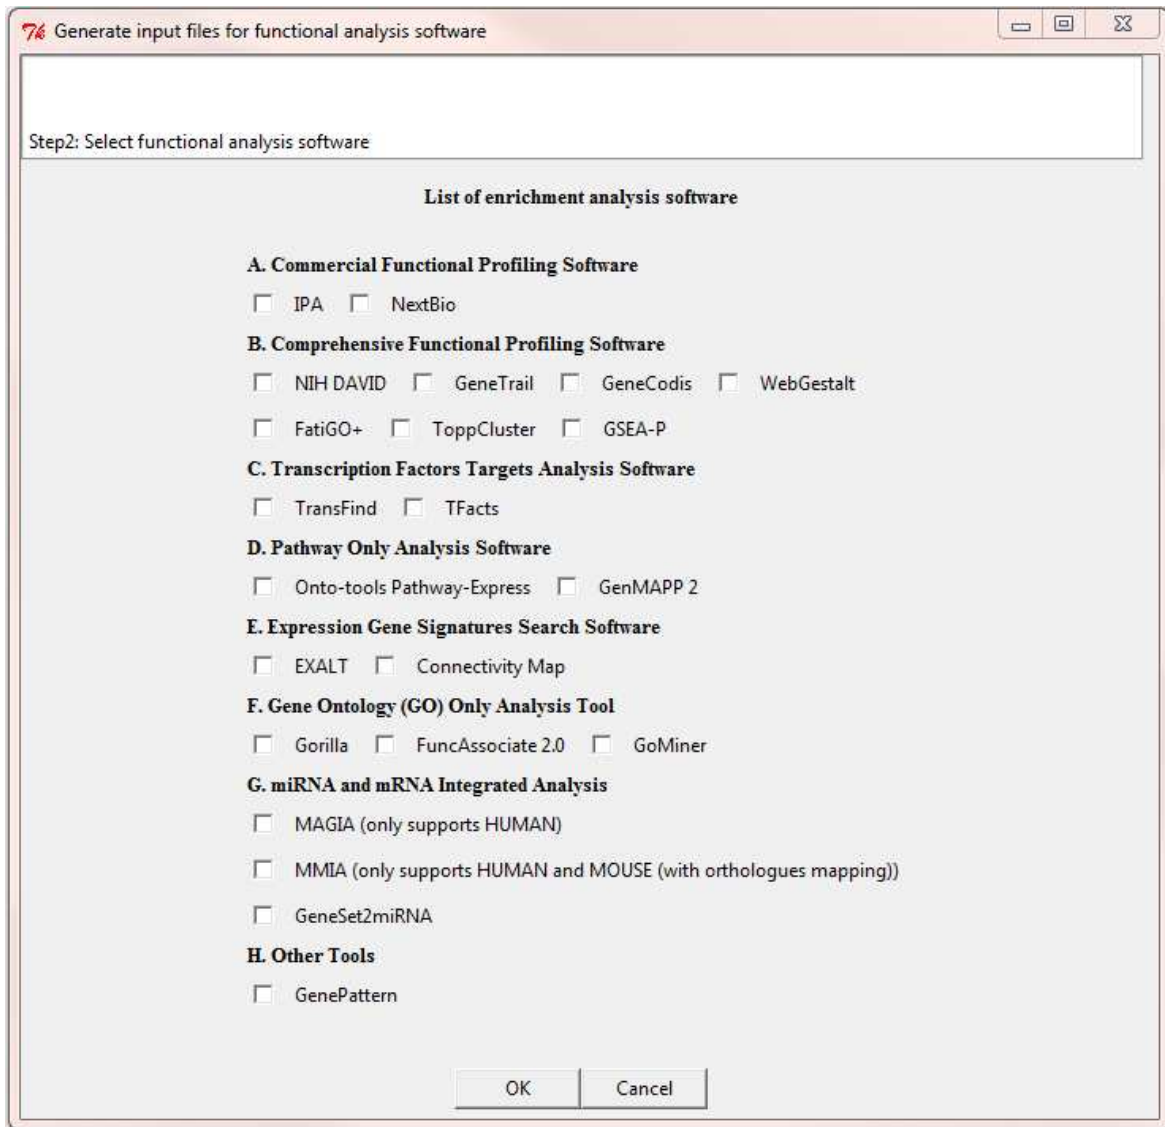 Generate input files for functional analysis software
Step2: Select functional analysis software
List of enrichment analysis software
A. Commercial Functional Profiling Software
IPA NextBio
B. Comprehensive Functional Profiling Software
NIH DAVID GeneTrail GeneCodis WebGestalt
FatiGO+ ToppCluster GSEA-P
C. Transcription Factors Targets Analysis Software
TransFind TFacts
D. Pathway Only Analysis Software
Onto-tools Pathway-Express GenMAPP 2
E. Expression Gene Signatures Search Software
EXALT Connectivity Map
F. Gene Ontology (GO) Only Analysis Tool
Gorilla FuncAssociate 2.0 GoMiner
G. miRNA and mRNA Integrated Analysis
MAGIA (only supports HUMAN)
MMIA (only supports HUMAN and MOUSE (with orthologues mapping))
GeneSet2miRNA
H. Other Tools
GenePattern
OK Cancel